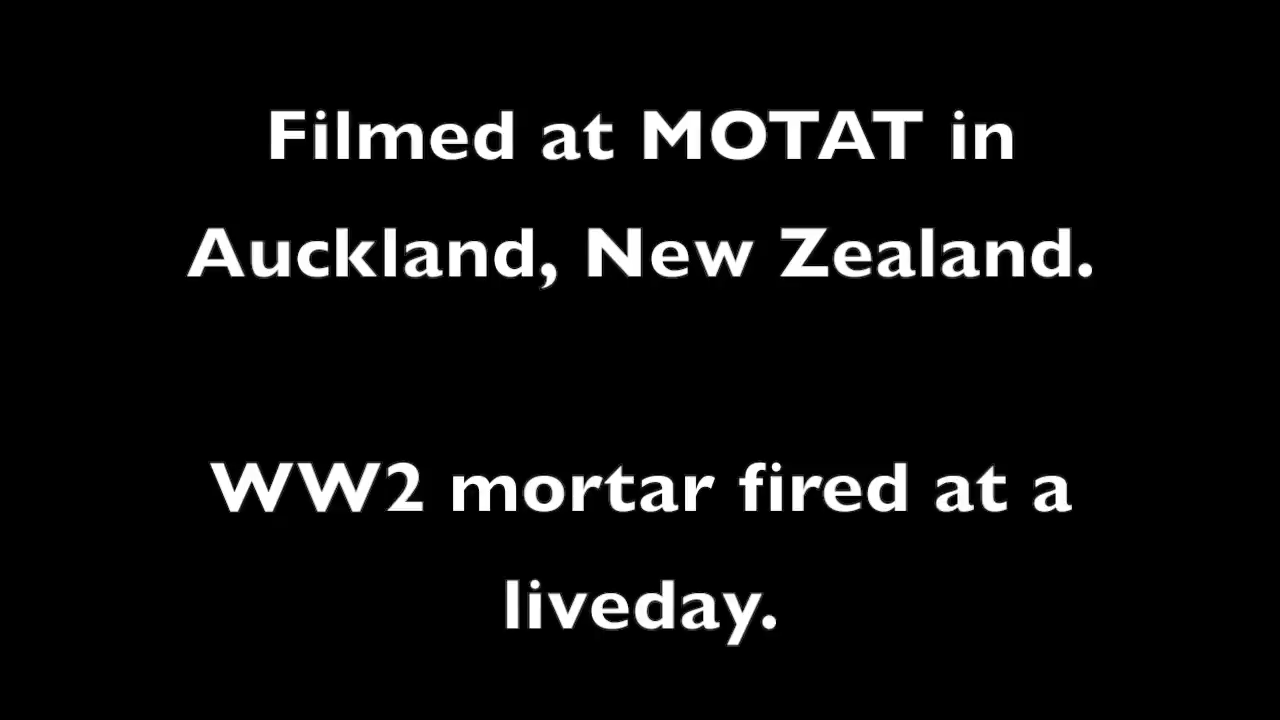 Filmed at MOTAT in
Auckland, New Zealand.
WW2 mortar fired at a
liveday.